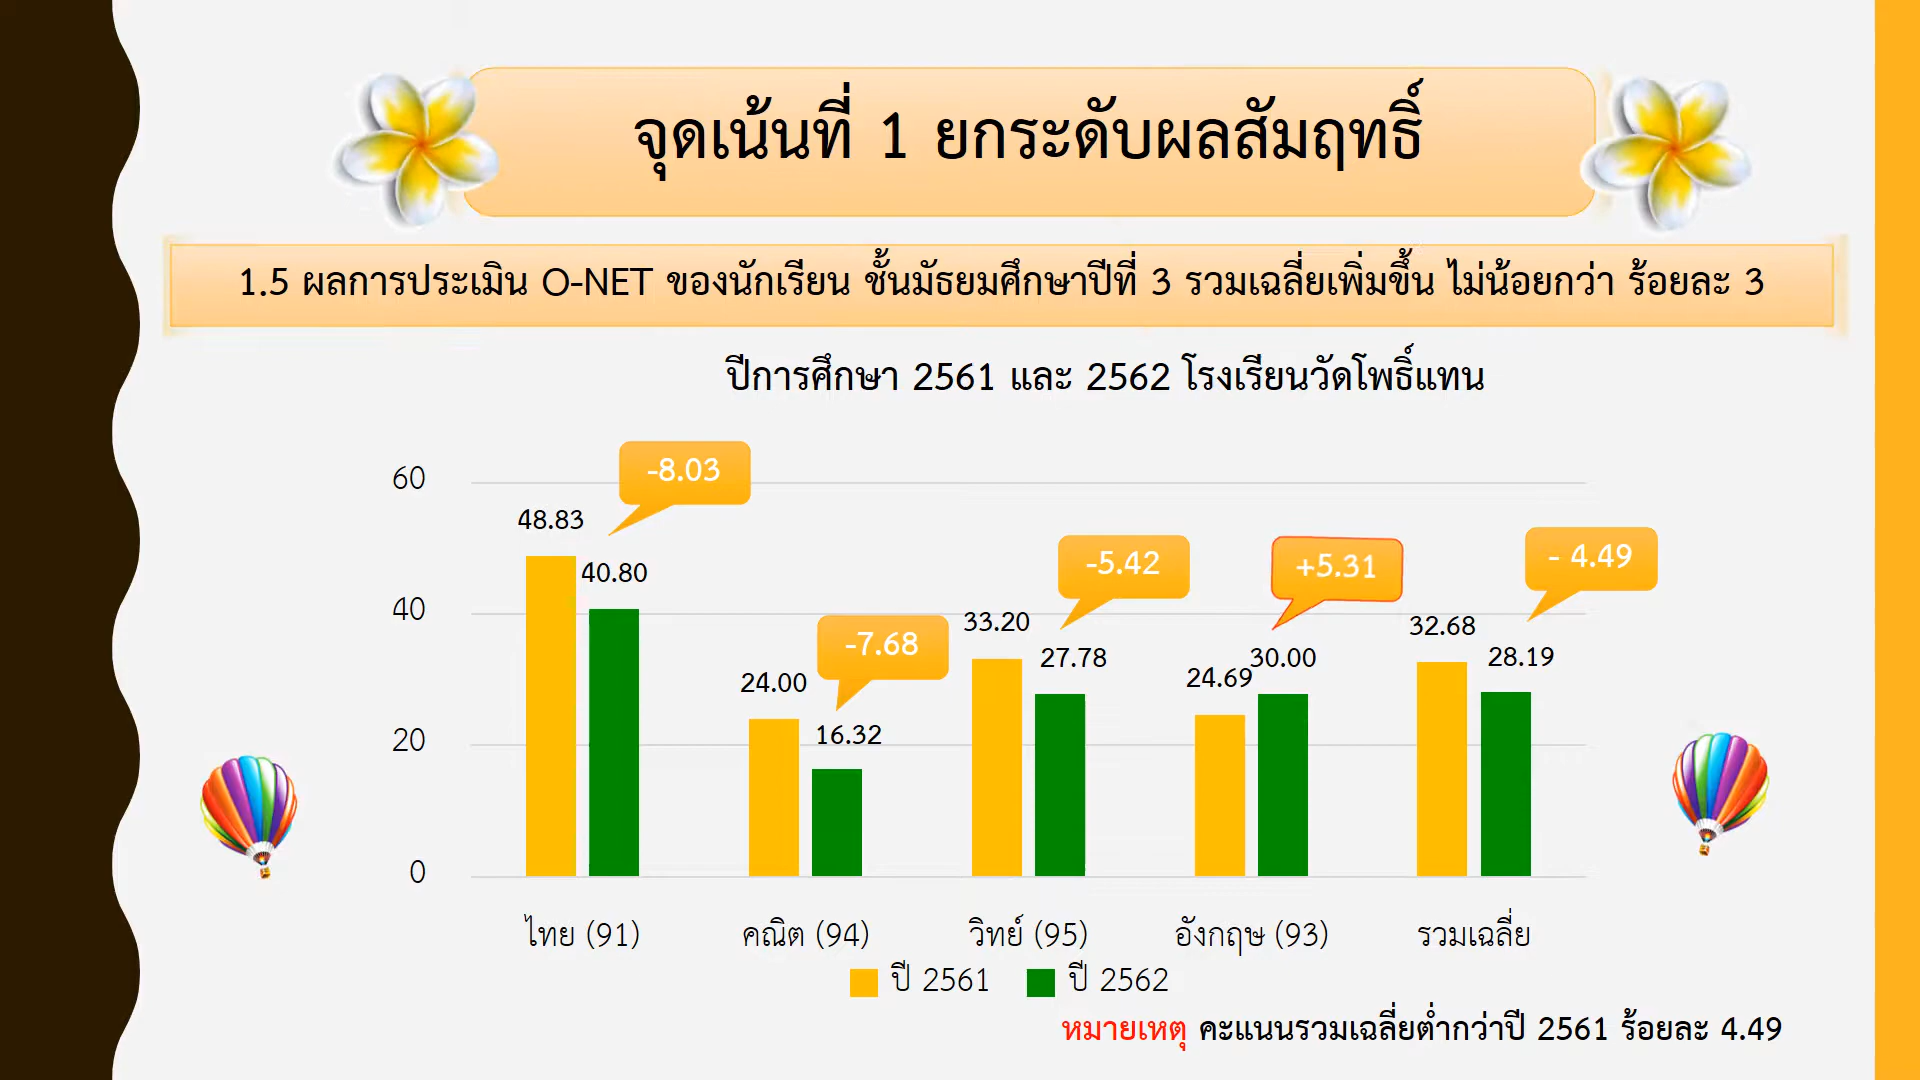 จุดเน้นที่ 1 ยกระดับผลสัมฤทธิ์
1.5 ผลการประเมิน O-NET ของนักเรียน ชั้นมัธยมศึกษาปีที่ 3 รวมเฉลี่ยเพิ่มขึ้น ไม่น้อยกว่า ร้อยละ 3
ปีการศึกษา 2561 และ 2562 โรงเรียนวัดโพธิ์แทน
60
40
20
0
48.83
40.80
-8.03
24.00
16.32
-7.68
33.20
27.78
-5.42
24.69
30.00
+5.31
32.68
28.19
- 4.49
ไทย (91)
คณิต (94)
วิทย์ (95)
อังกฤษ (93)
รวมเฉลี่ย
ปี 2561
ปี 2562
หมายเหตุ คะแนนรวมเฉลี่ยต่ำกว่าปี 2561 ร้อยละ 4.49